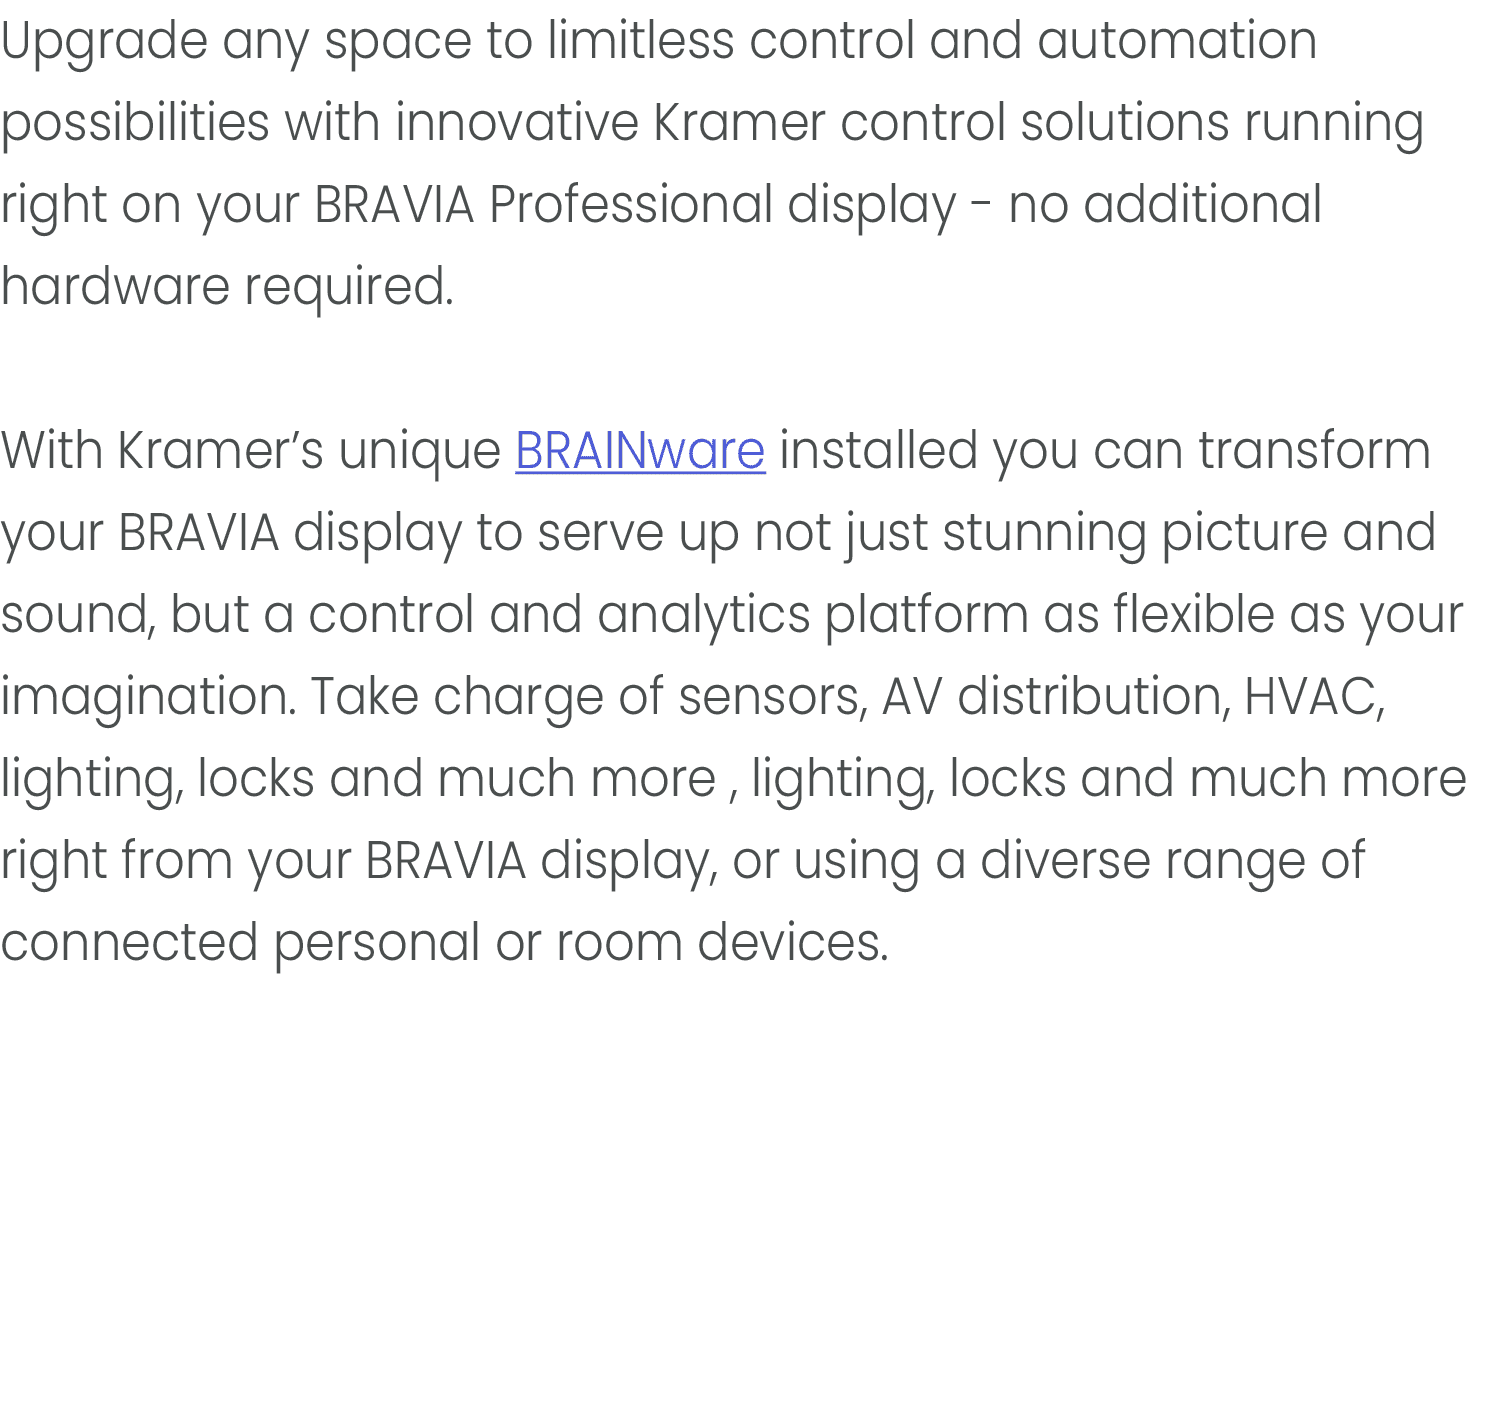 Upgrade any space to limitless control and automation
possibilities with innovative Kramer control solutions running
right on your BRAVIA Professional display - no additional
hardware required.
With Kramer’s unique BRAINware installed you can transform
your BRAVIA display to serve up not just stunning picture and
sound, but a control and analytics platform as flexible as your
imagination. Take charge of sensors, AV distribution, HVAC,
lighting, locks and much more , lighting, locks and much more
right from your BRAVIA display, or using a diverse range of
connected personal or room devices.